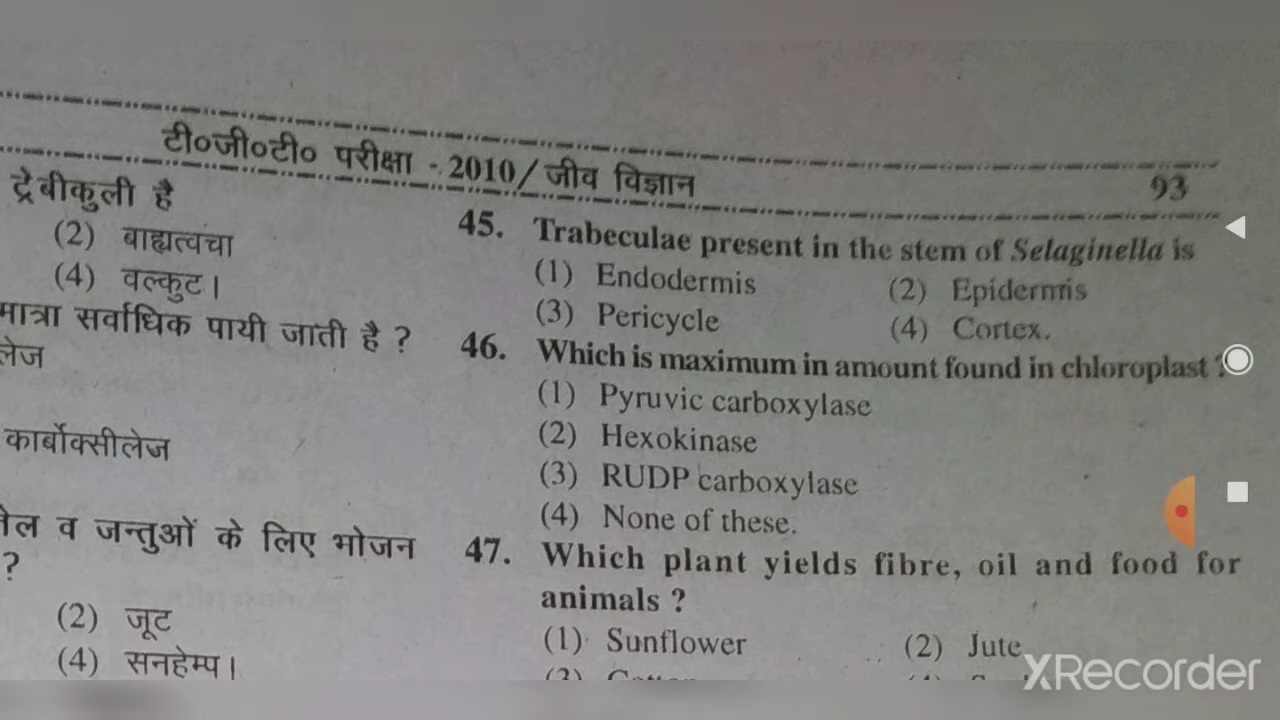 टी०जी०टी० परीक्षा - 2010/ जीव विज्ञान
93
ट्रेबीकुली है
(2) बाह्यत्वचा
(4) वल्कुट।
मात्रा सर्वाधिक पायी जाती है ?
लेज
कार्बोक्सीलेज
व जन्तुओं के लिए भोजन
?
(2) जूट
(4) सनहेम्प।
45. Trabeculae present in the stem of Selaginella is
(1) Endodermis (2) Epidermis
(3) Pericycle (4) Cortex.
46. Which is maximum in amount found in chloroplast ?
(1) Pyruvic carboxylase
(2) Hexokinase
(3) RUDP carboxylase
(4) None of these.
47. Which plant yields fibre, oil and food for
animals ?
(1) Sunflower (2) Jute
XRecorder